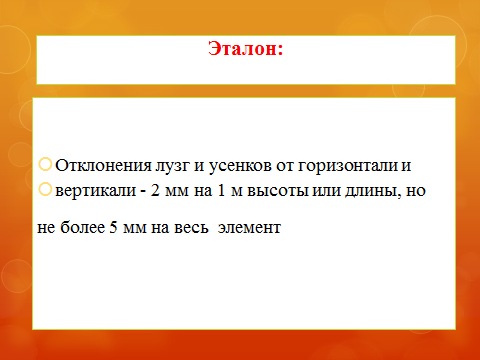 Эталон:
Отклонения лузг и усенков от горизонтали и
вертикали - 2 мм на 1 м высоты или длины, но
не более 5 мм на весь элемент